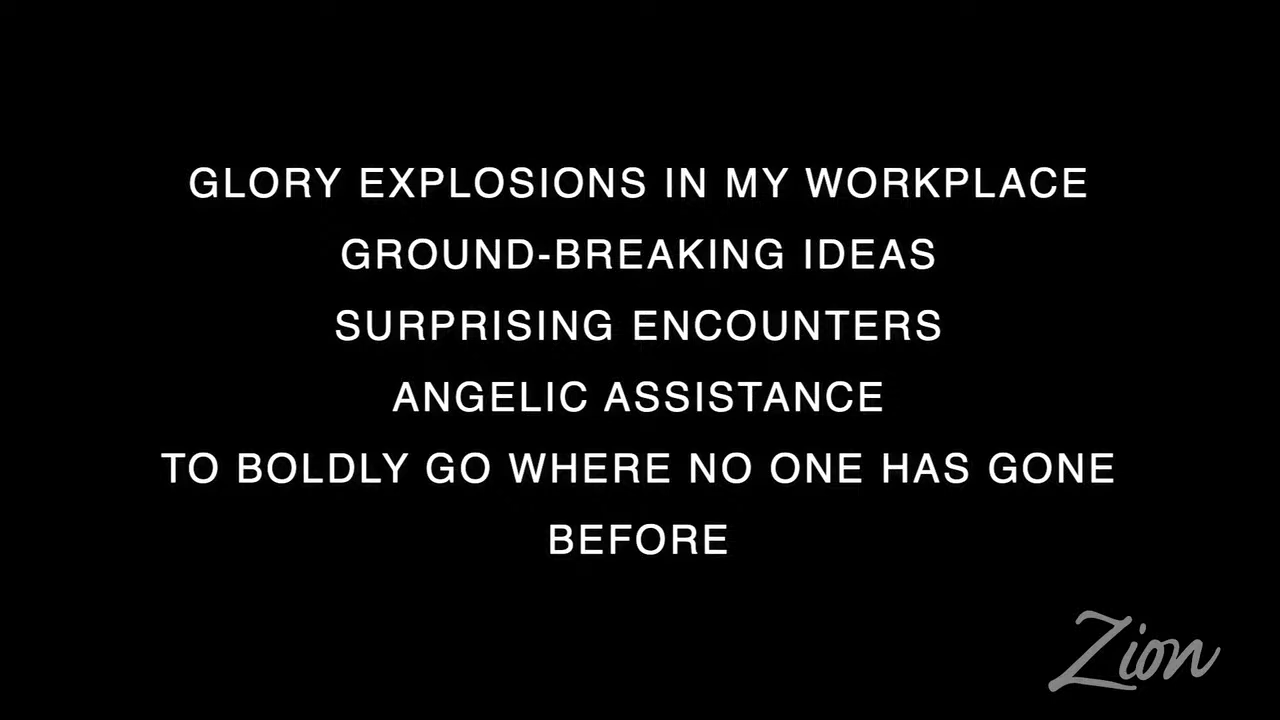 GLORY EXPLOSIONS IN MY WORKPLACE
GROUND-BREAKING IDEAS
SURPRISING ENCOUNTERS
ANGELIC ASSISTANCE
TO BOLDLY GO WHERE NO ONE HAS GONE
BEFORE
Zion